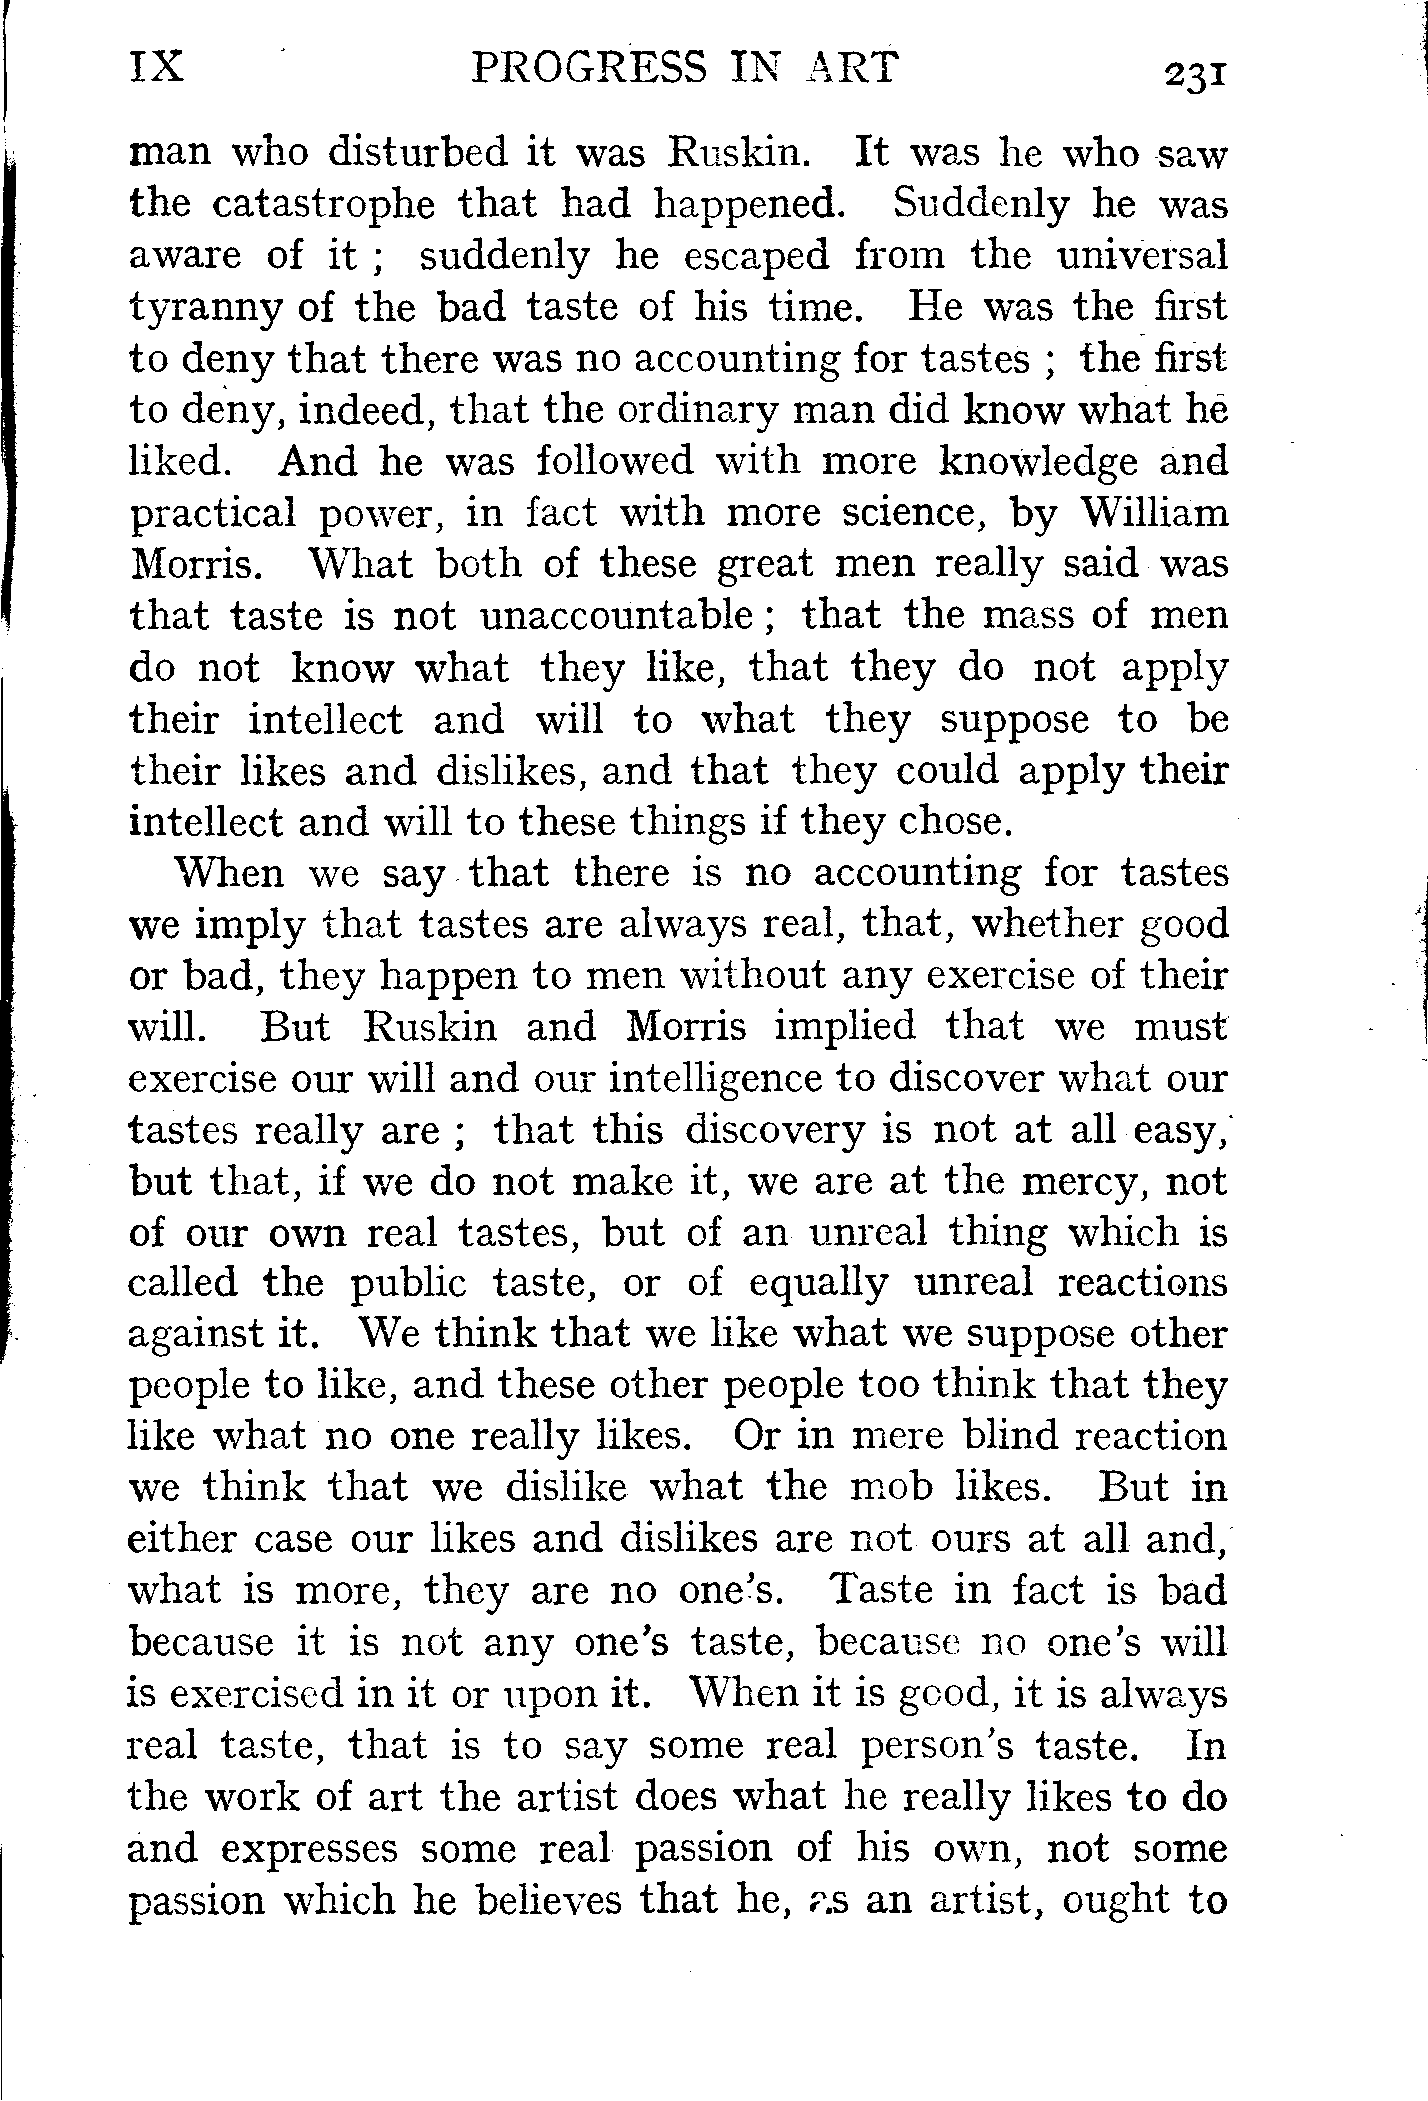 IX PROGRESS IN ART 231
man who disturbed it was Ruskin. It was he who saw
the catastrophe that had happened. Suddenly he was
aware of it ; suddenly he escaped from the universal
tyranny of the bad taste of his time. He was the first
to deny that there was no accounting for tastes ; the first
to deny, indeed, that the ordinary man did know what he
liked. And he was followed with more knowledge and
practical power, in fact with more science, by William
Morris. What both of these great men really said was
that taste is not unaccountable ; that the mass of men
do not know what they like, that they do not apply
their intellect and will to what they suppose to be
their likes and dislikes, and that they could apply their
intellect and will to these things if they chose.
When we say that there is no accounting for tastes
we imply that tastes are always real, that, whether good
or bad, they happen to men without any exercise of their
will. But Ruskin and Morris implied that we must
exercise our will and our intelligence to discover what our
tastes really are ; that this discovery is not at all easy,
but that, if we do not make it, we are at the mercy, not
of our own real tastes, but of an unreal thing which is
called the public taste, or of equally unreal reactions
against it. We think that we like what we suppose other
people to like, and these other people too think that they
like what no one really likes. Or in mere blind reaction
we think that we dislike what the mob likes. But in
either case our likes and dislikes are not ours at all and,
what is more, they are no one's. Taste in fact is bad
because it is not any one's taste, because no one's will
is exercised in it or upon it. When it is good, it is always
real taste, that is to say some real person's taste. In
the work of art the artist does what he really likes to do
and expresses some real passion of his own, not some
passion which he believes that he, as an artist, ought to